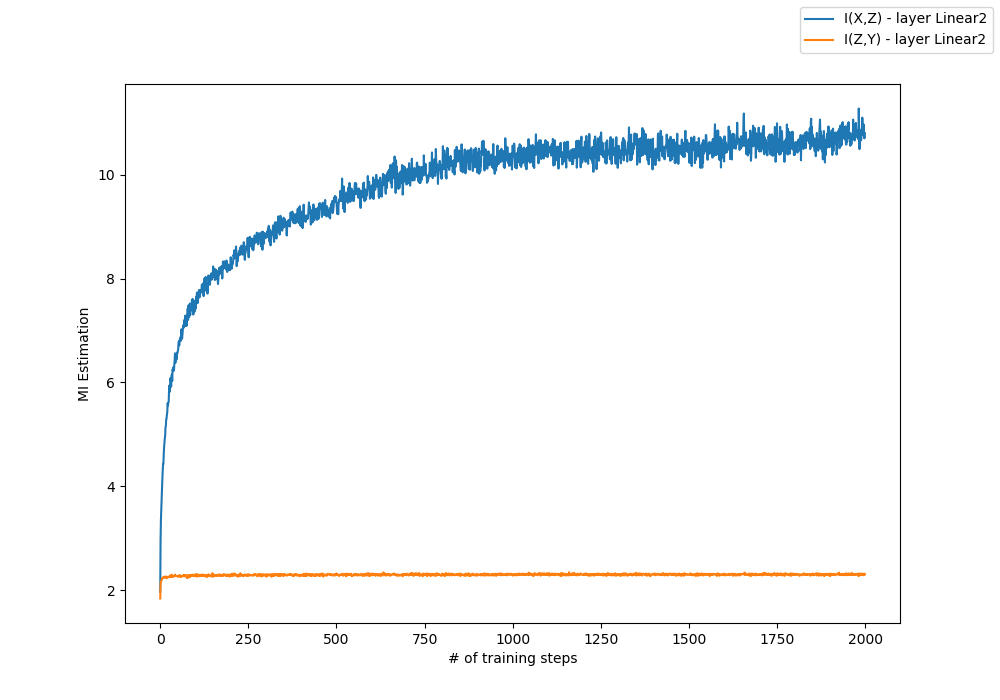 I(X,Z) - layer Linear2
I(Z,Y) - layer Linear2
10
8
6
4
2
MI Estimation
0 250 500 750 1000 1250 1500 1750 2000
# of training steps